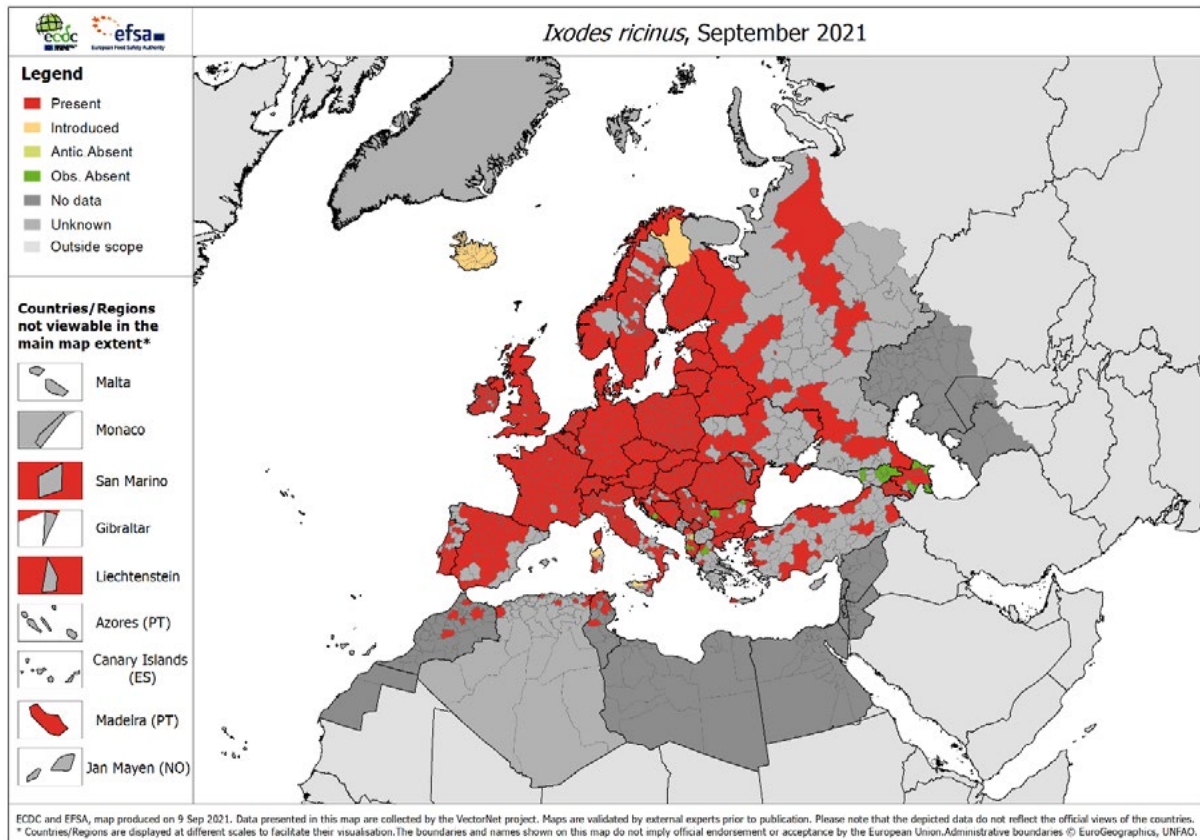 ecdc
efsa
European Food Safety Authority
Ixodes ricinus, September 2021
Legend
Present
Introduced
Antic.Absent
Obs. Absent
No data
Unknown
Outside scope
Countries/Regions
not viewable in the
main map extent*
Malta
Monaco
San Marino
Gibraltar
Liechtenstein
Azores (PT)
Canary Islands
(ES)
Madeira (PT)
Jan Mayen (NO)
ECDC and EFSA, map produced on 9 Sep 2021. Data presented in this map are collected by the VectorNet project. Maps are validated by external experts prior to publication. Please note that the depicted data do not reflect the official views of the countries.
* Countries/Regions are displayed at different scales to facilitate their visualisation.The boundaries and names shown on this map do not imply official endorsement or acceptance by the European Union.Administrative boundaries © EuroGeographics, UNFAO.